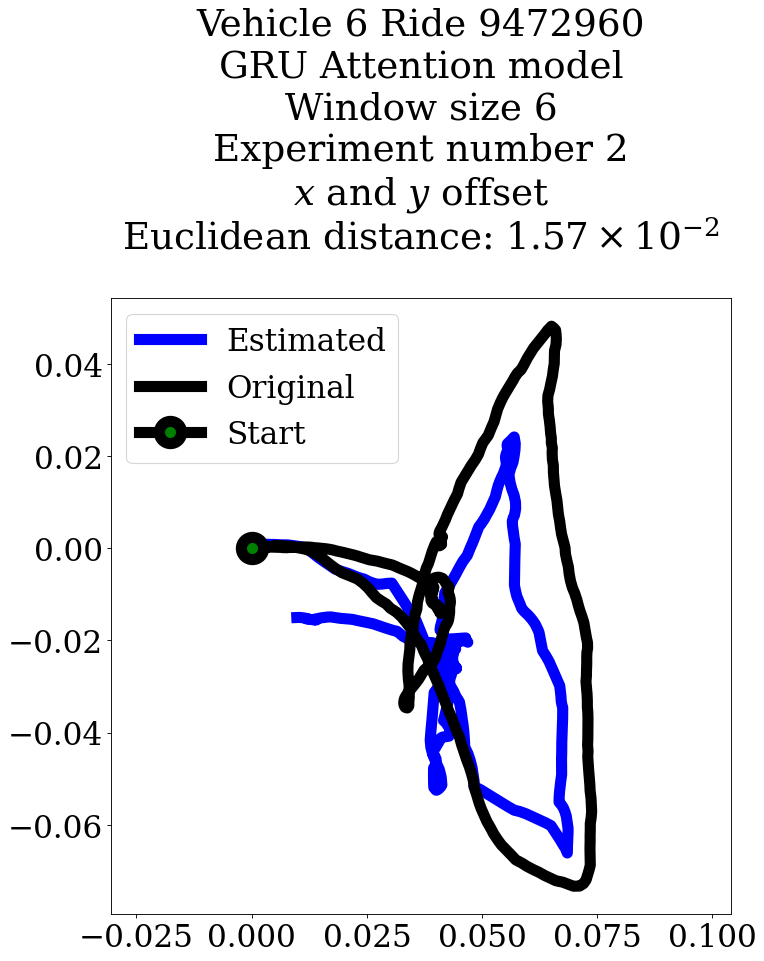 Vehicle 6 Ride 9472960
GRU Attention model
Window size 6
Experiment number 2
x and y offset
Euclidean distance: 1.57 × 10⁻²
Estimated
Original
Start
0.04
0.02
0.00
−0.02
−0.04
−0.06
−0.025 0.000 0.025 0.050 0.075 0.100